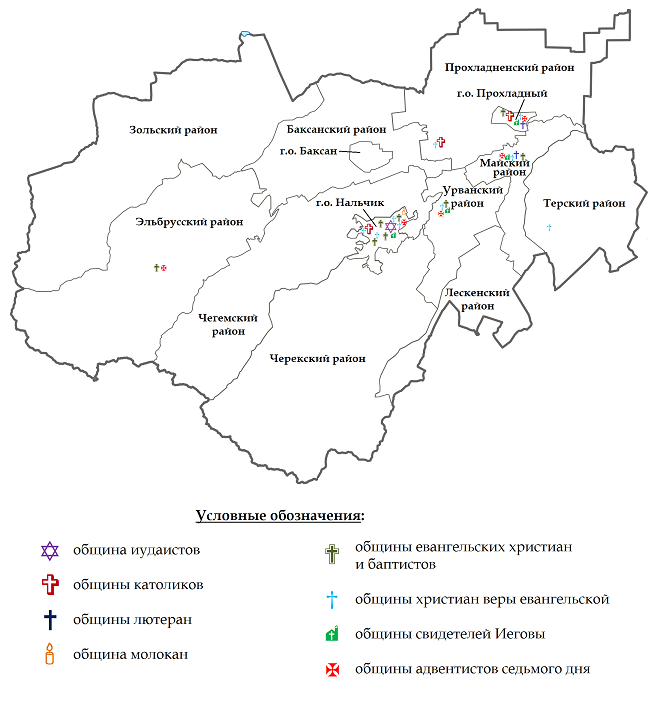 Прохладненский район
г.о. Прохладный
Зольский район
Баксанский район
г.о. Баксан
Майский
район
Урванский
район
г.о. Нальчик
Терский район
Эльбрусский район
Лескенский
район
Чегемский
район
Черекский район
Условные обозначения:
община иудаистов
общины католиков
общины лютеран
община молокан
общины евангельских христиан
и баптистов
общины христиан веры евангельской
общины свидетелей Иеговы
общины адвентистов седьмого дня